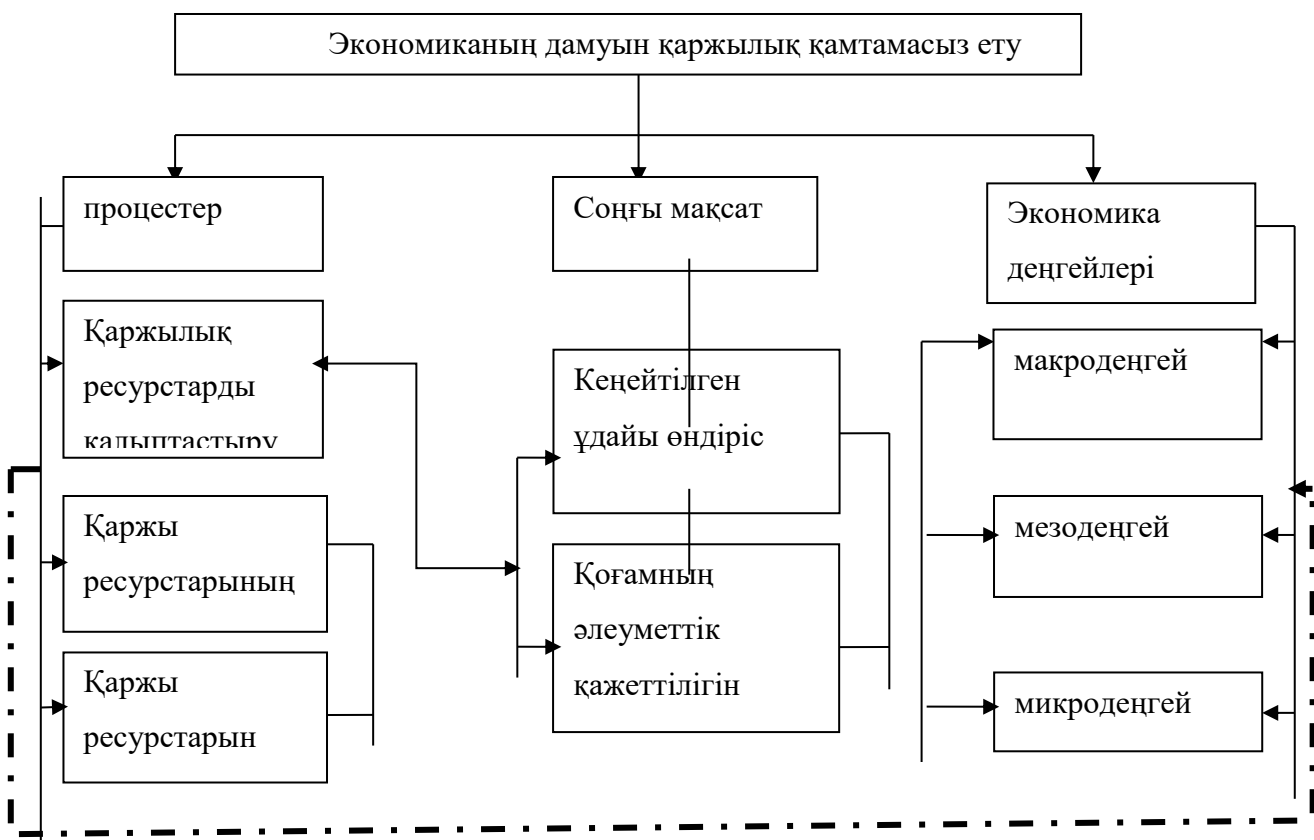 Экономиканың дамуын қаржылық қамтамасыз ету
процестер
Соңғы мақсат
Экономика
деңгейлері
Қаржылық
ресурстарды
қалыптастыру
Қаржы
ресурстарының
Қаржы
ресурстарын
Кеңейтілген
ұдайы өндіріс
Қоғамның
әлеуметтік
қажеттілігін
макродеңгей
мезодеңгей
микродеңгей